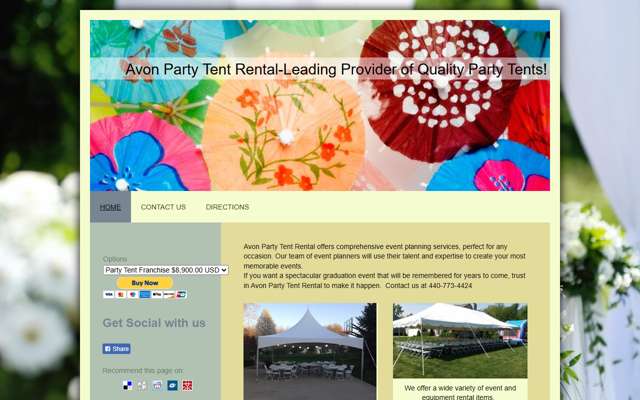 Avon Party Tent Rental-Leading Provider of Quality Party Tents!
HOME CONTACT US DIRECTIONS
Options
Party Tent Franchise $8,900.00 USD
Buy Now
Get Social with us
Share
Recommend this page on:
Avon Party Tent Rental offers comprehensive event planning services, perfect for any
occasion. Our team of event planners will use their talent and expertise to create your most
memorable events.
If you want a spectacular graduation event that will be remembered for years to come, trust
in Avon Party Tent Rental to make it happen. Contact us at 440-773-4424
We offer a wide variety of event and
equipment rental items.